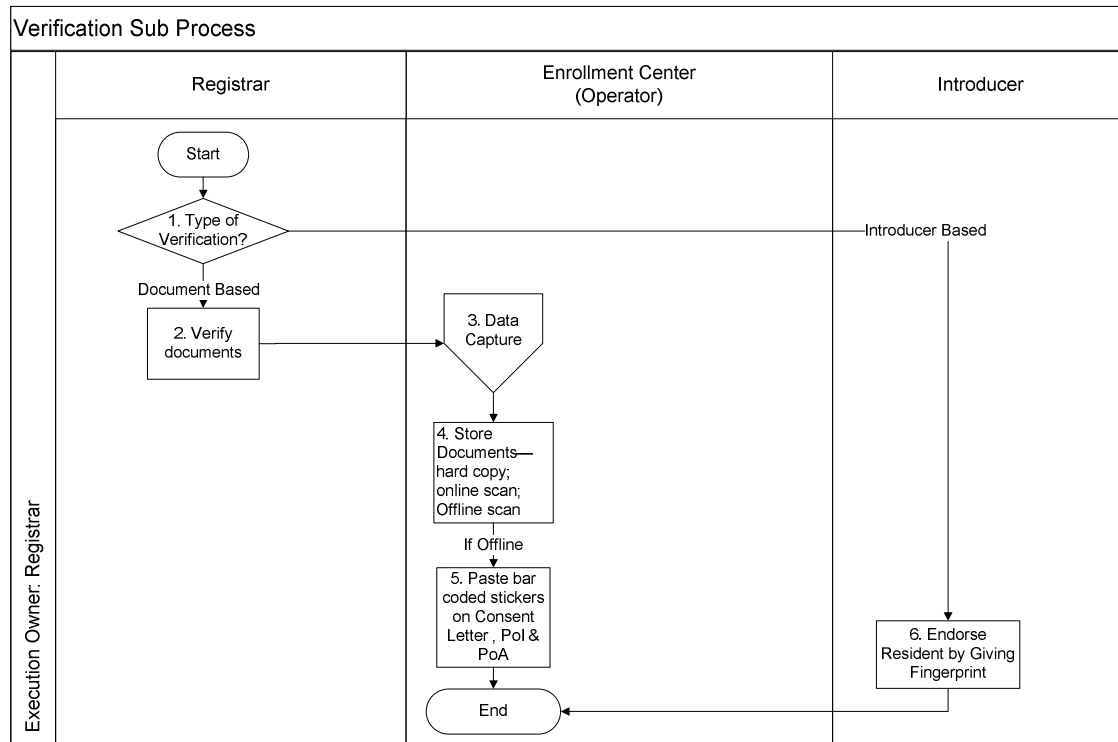 Verification Sub Process
Registrar
Enrollment Center
(Operator)
Introducer
Execution Owner: Registrar
Start
1. Type of
Verification?
Introducer Based
Document Based
2. Verify
documents
3. Data
Capture
4. Store
Documents—
hard copy;
online scan;
Offline scan
If Offline
5. Paste bar
coded stickers
on Consent
Letter , PoI &
PoA
6. Endorse
Resident by Giving
Fingerprint
End